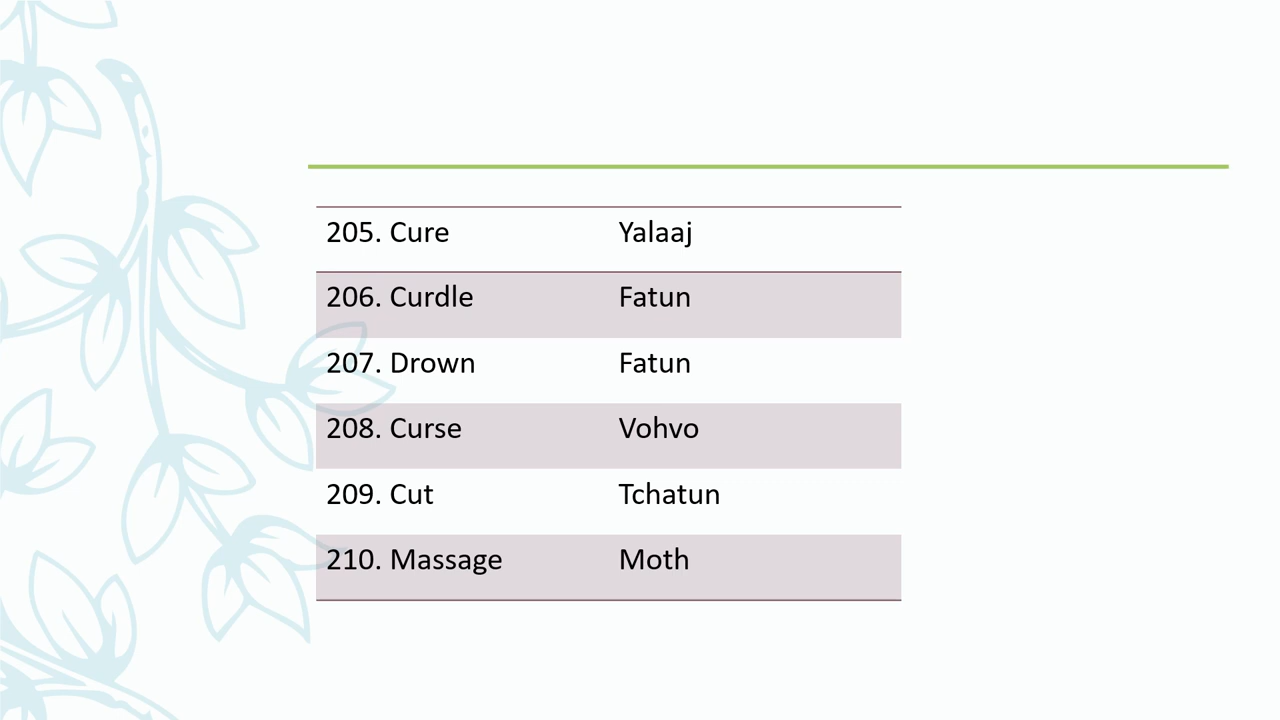 205. Cure Yalaaj
206. Curdle Fatun
207. Drown Fatun
208. Curse Vohvo
209. Cut Tchatun
210. Massage Moth